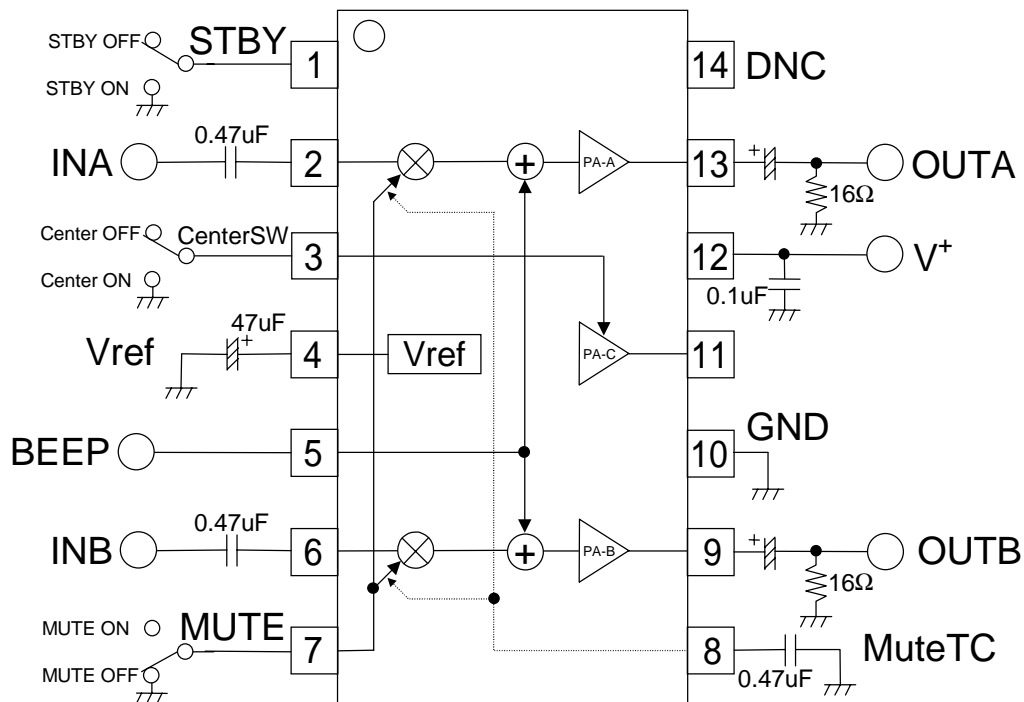 STBY OFF
STBY
1
14
DNC
STBY ON
0.47uF
INA
2
PA-A
13
+
OUTA
16Ω
Center OFF
CenterSW
3
12
V+
Center ON
0.1uF
47uF
+
Vref
4
Vref
PA-C
11
BEEP
5
GND
10
0.47uF
INB
6
PA-B
9
+
OUTB
16Ω
MUTE ON
MUTE
7
8
MuteTC
MUTE OFF
0.47uF